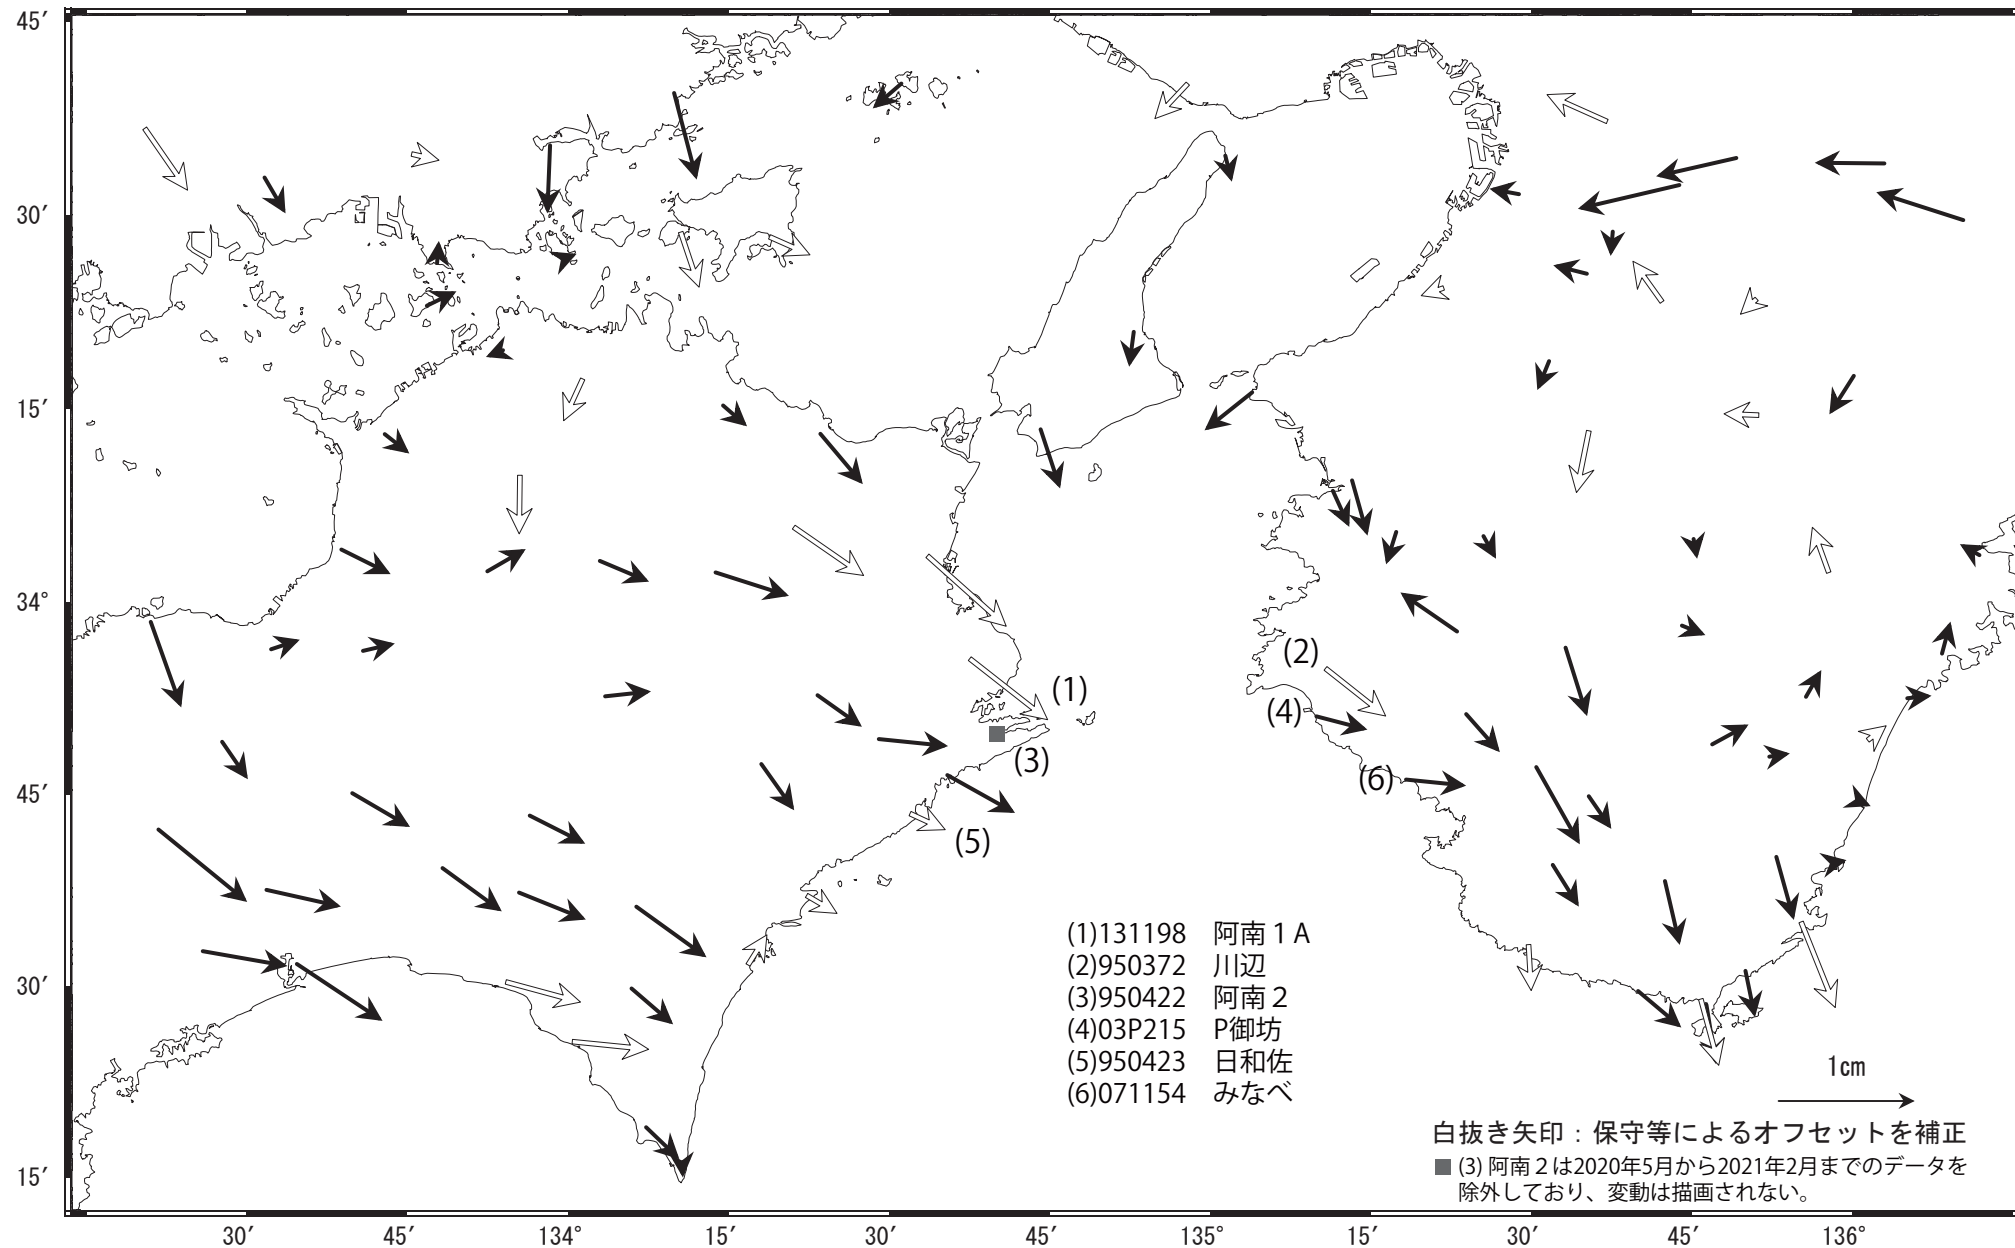 45′
30′
15′
34°
45′
30′
15′
(1)
(2)
(4)
(3)
(6)
(5)
(1)131198 阿南１A
(2)950372 川辺
(3)950422 阿南２
(4)03P215 P御坊
(5)950423 日和佐
(6)071154 みなべ
1cm
白抜き矢印：保守等によるオフセットを補正
(3) 阿南２は2020年5月から2021年2月までのデータを
除外しており、変動は描画されない。
30′ 45′ 134° 15′ 30′ 45′ 135° 15′ 30′ 45′ 136°